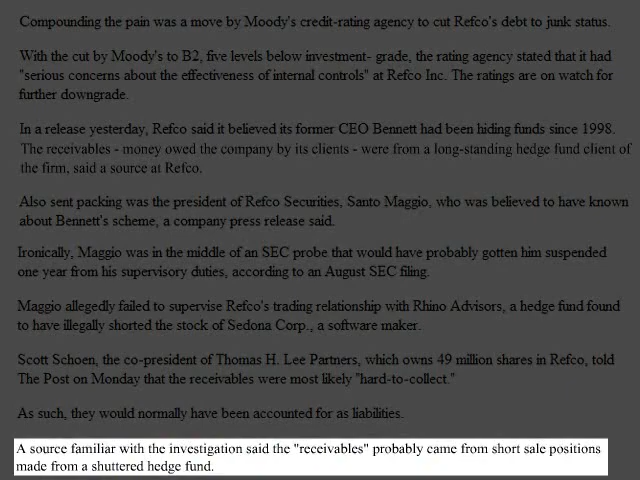 Compounding the pain was a move by Moody's credit-rating agency to cut Refco's debt to junk status.
With the cut by Moody's to B2, five levels below investment- grade, the rating agency stated that it had
"serious concerns about the effectiveness of internal controls" at Refco Inc. The ratings are on watch for
further downgrade.
In a release yesterday, Refco said it believed its former CEO Bennett had been hiding funds since 1998.
The receivables - money owed the company by its clients - were from a long-standing hedge fund client of
the firm, said a source at Refco.
Also sent packing was the president of Refco Securities, Santo Maggio, who was believed to have known
about Bennett's scheme, a company press release said.
Ironically, Maggio was in the middle of an SEC probe that would have probably gotten him suspended
one year from his supervisory duties, according to an August SEC filing.
Maggio allegedly failed to supervise Refco's trading relationship with Rhino Advisors, a hedge fund found
to have illegally shorted the stock of Sedona Corp., a software maker.
Scott Schoen, the co-president of Thomas H. Lee Partners, which owns 49 million shares in Refco, told
The Post on Monday that the receivables were most likely "hard-to-collect."
As such, they would normally have been accounted for as liabilities.
A source familiar with the investigation said the "receivables" probably came from short sale positions
made from a shuttered hedge fund.